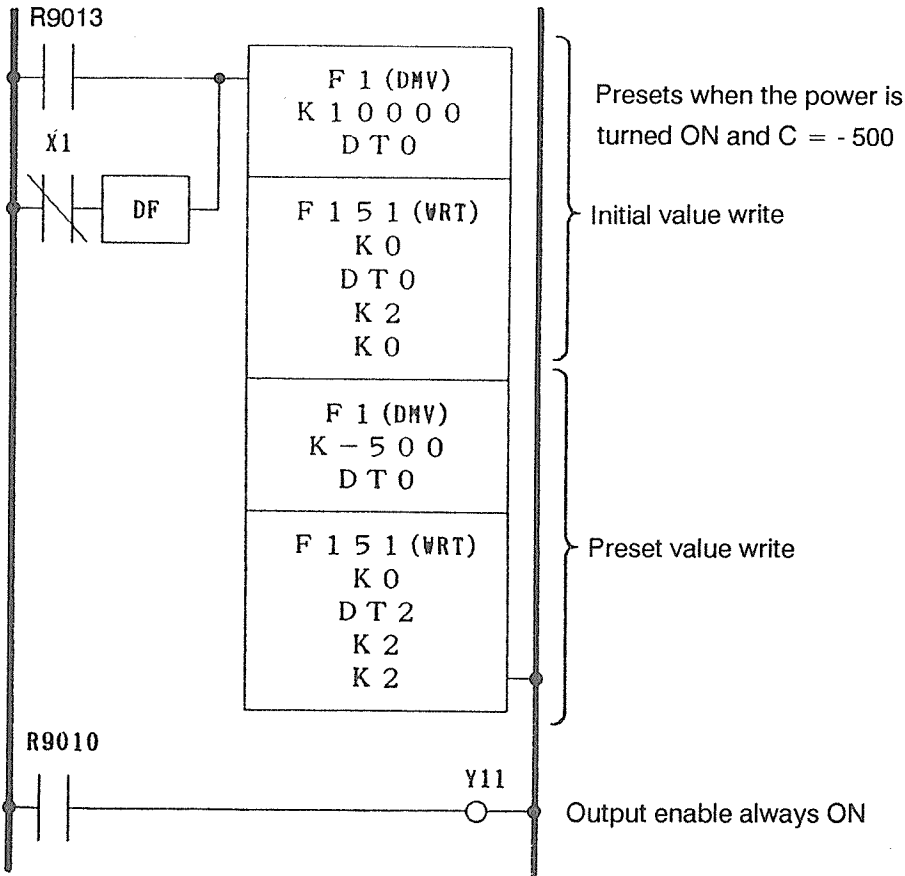 R9013
F 1 (DMV)
K 1 0 0 0 0
D T 0
Presets when the power is
turned ON and C = - 500
X1
DF
F 1 5 1 (WRT)
K 0
D T 0
K 2
K 0
Initial value write
F 1 (DMV)
K - 5 0 0
D T 0
F 1 5 1 (WRT)
K 0
D T 2
K 2
K 2
Preset value write
R9010
Y11
Output enable always ON